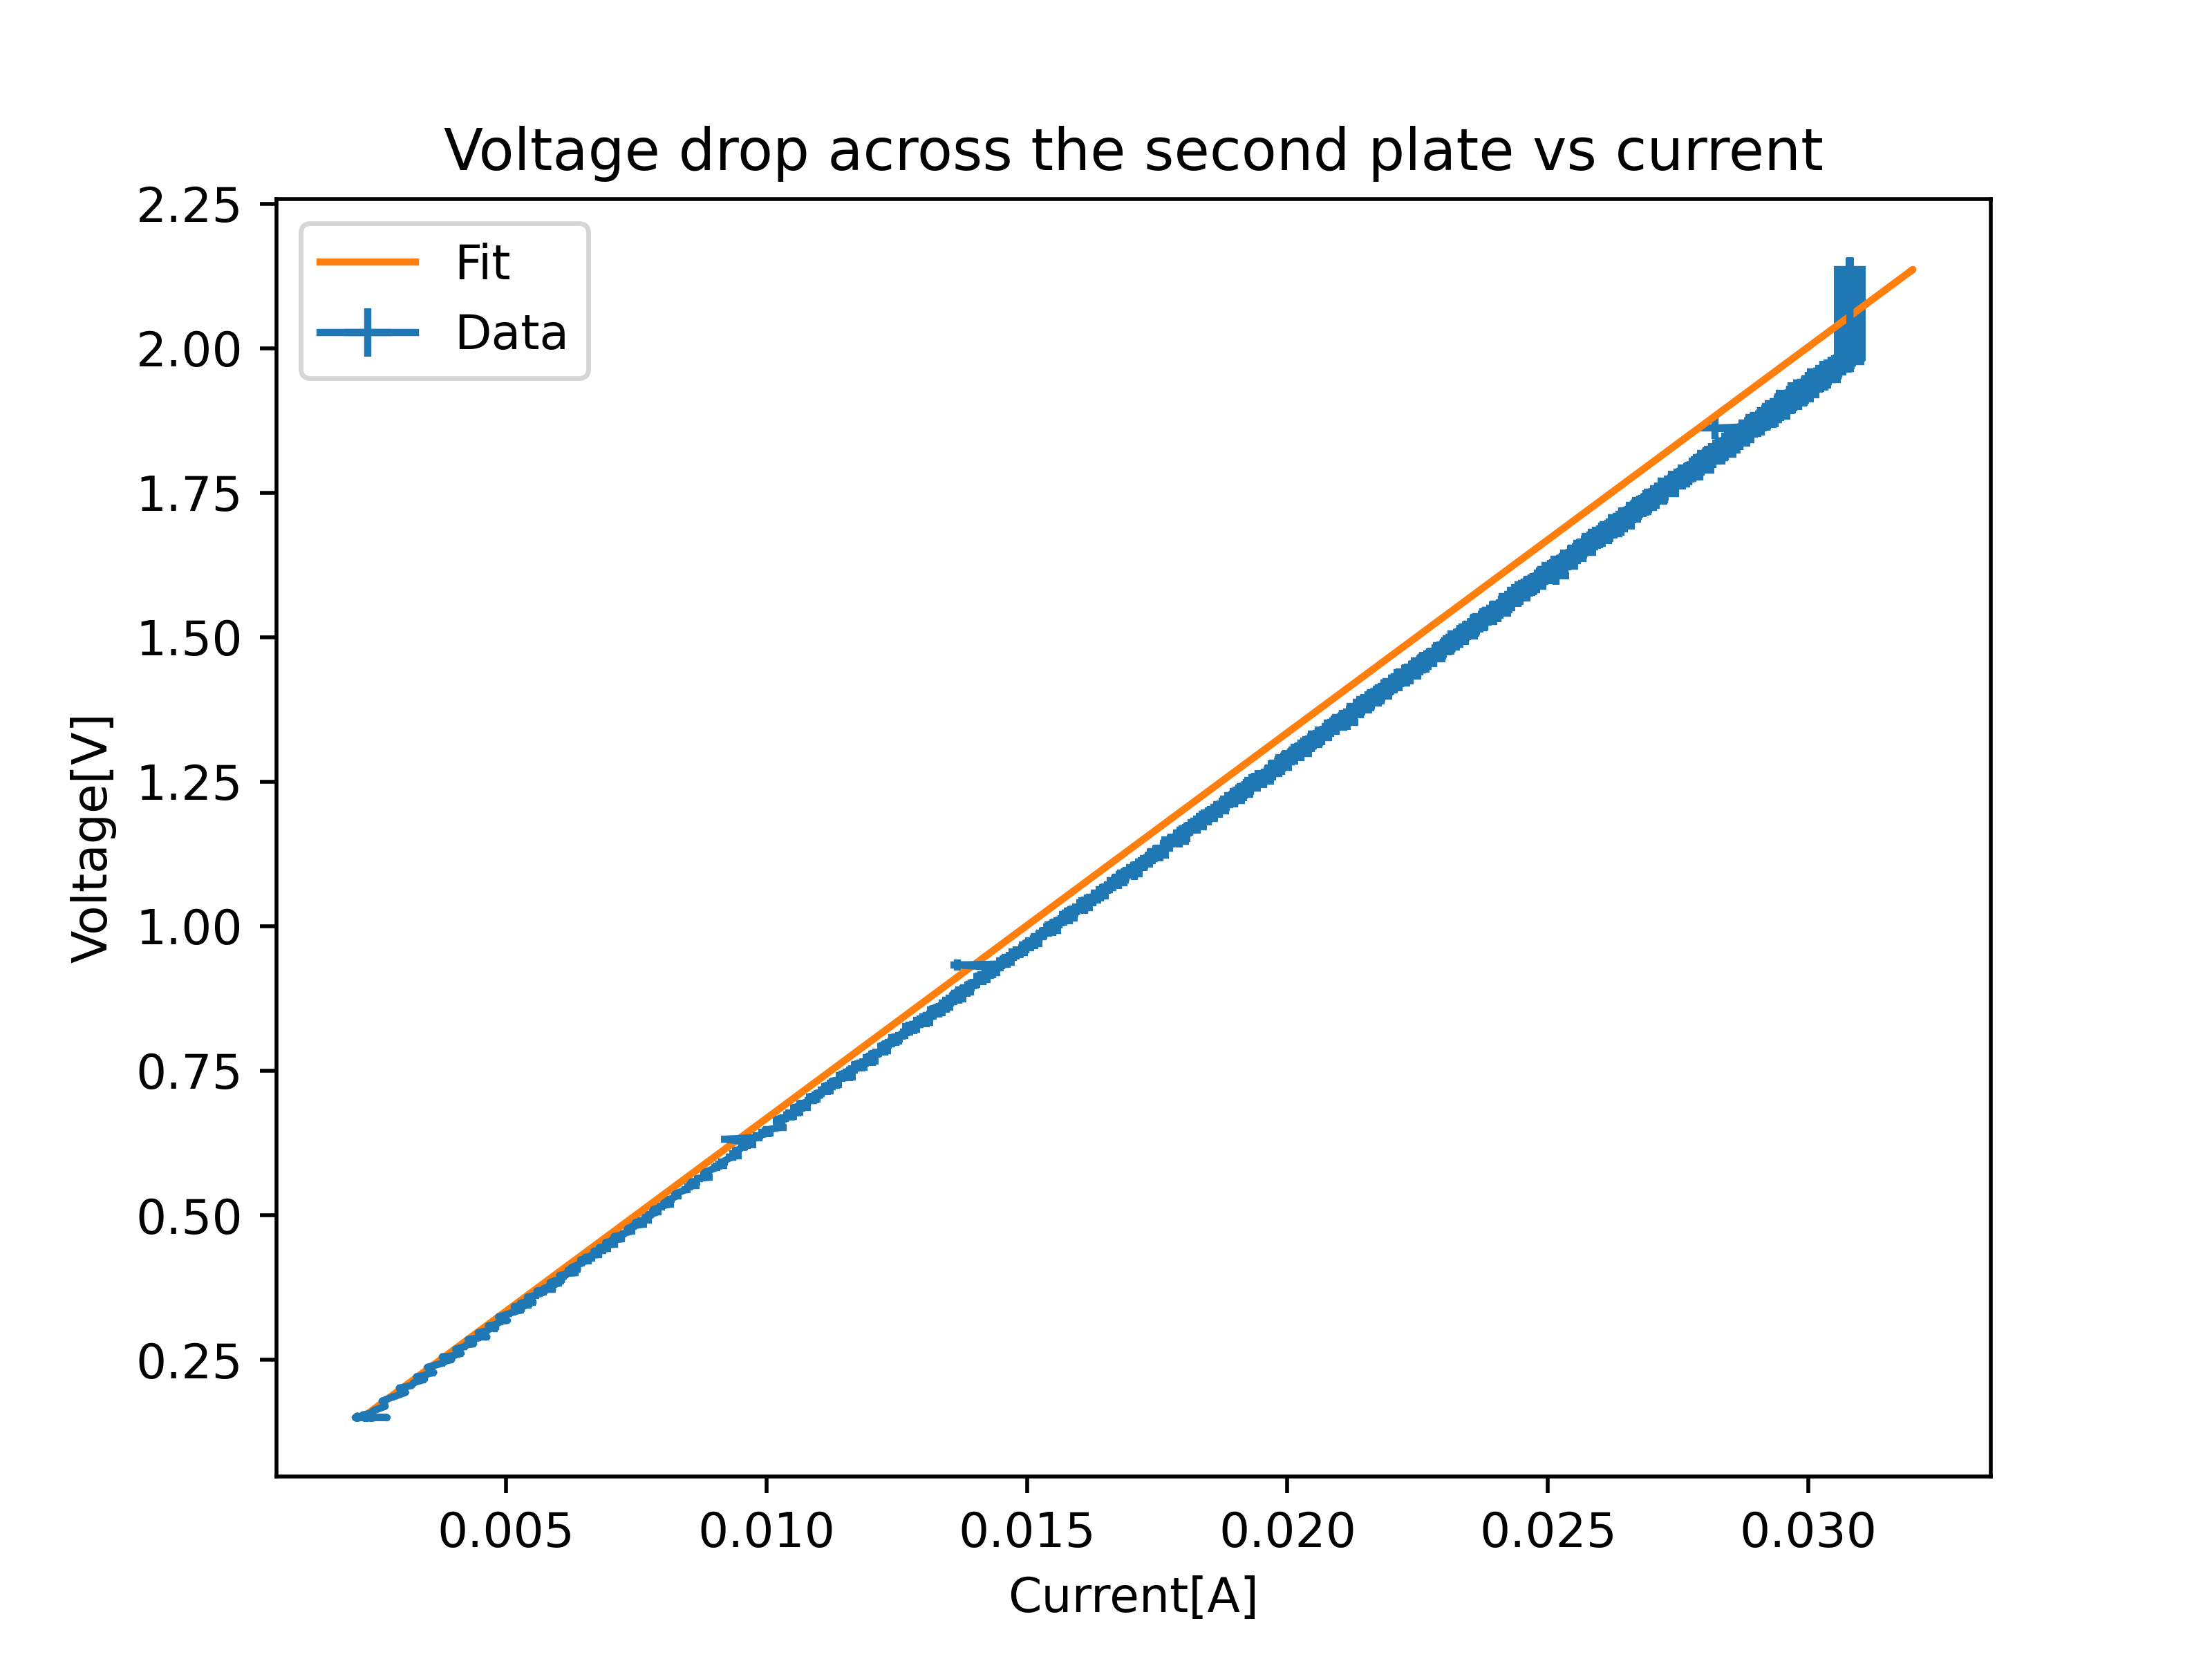 Voltage drop across the second plate vs current
Fit
Data
2.25
2.00
1.75
1.50
1.25
1.00
0.75
0.50
0.25
Voltage[V]
0.005 0.010 0.015 0.020 0.025 0.030
Current[A]